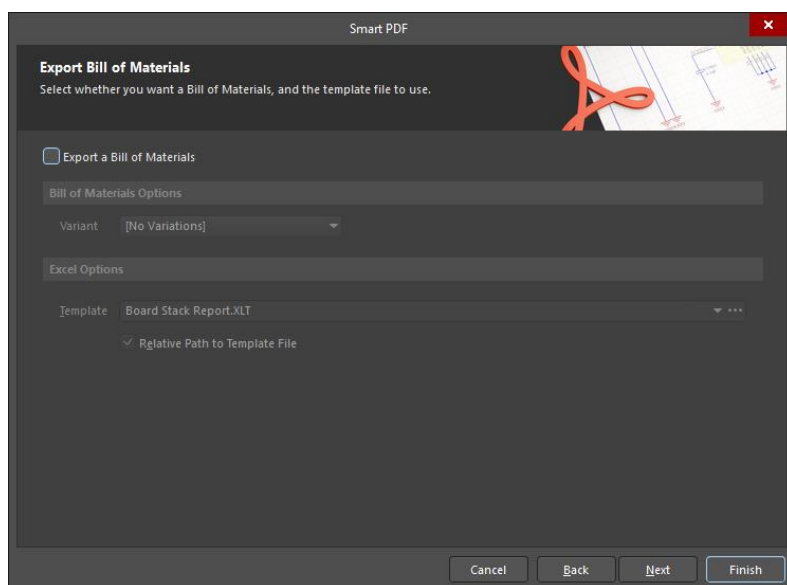 Smart PDF
Export Bill of Materials
Select whether you want a Bill of Materials, and the template file to use.
Export a Bill of Materials
Bill of Materials Options
Variant [No Variations]
Excel Options
Template Board Stack Report.XLT
Relative Path to Template File
Cancel Back Next Finish